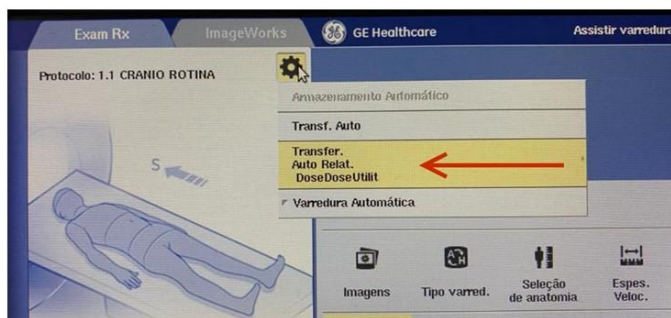 Exam Rx
ImageWorks
GE Healthcare
Assistir varredura
Protocolo: 1.1 CRANIO ROTINA
Armazenamento Automático
Transf. Auto
Transfer.
Auto Relat.
DoseDoseUtilit
Varredura Automática
S
Imagens
Tipo varred.
Seleção
de anatomia
Espes.
Veloc.